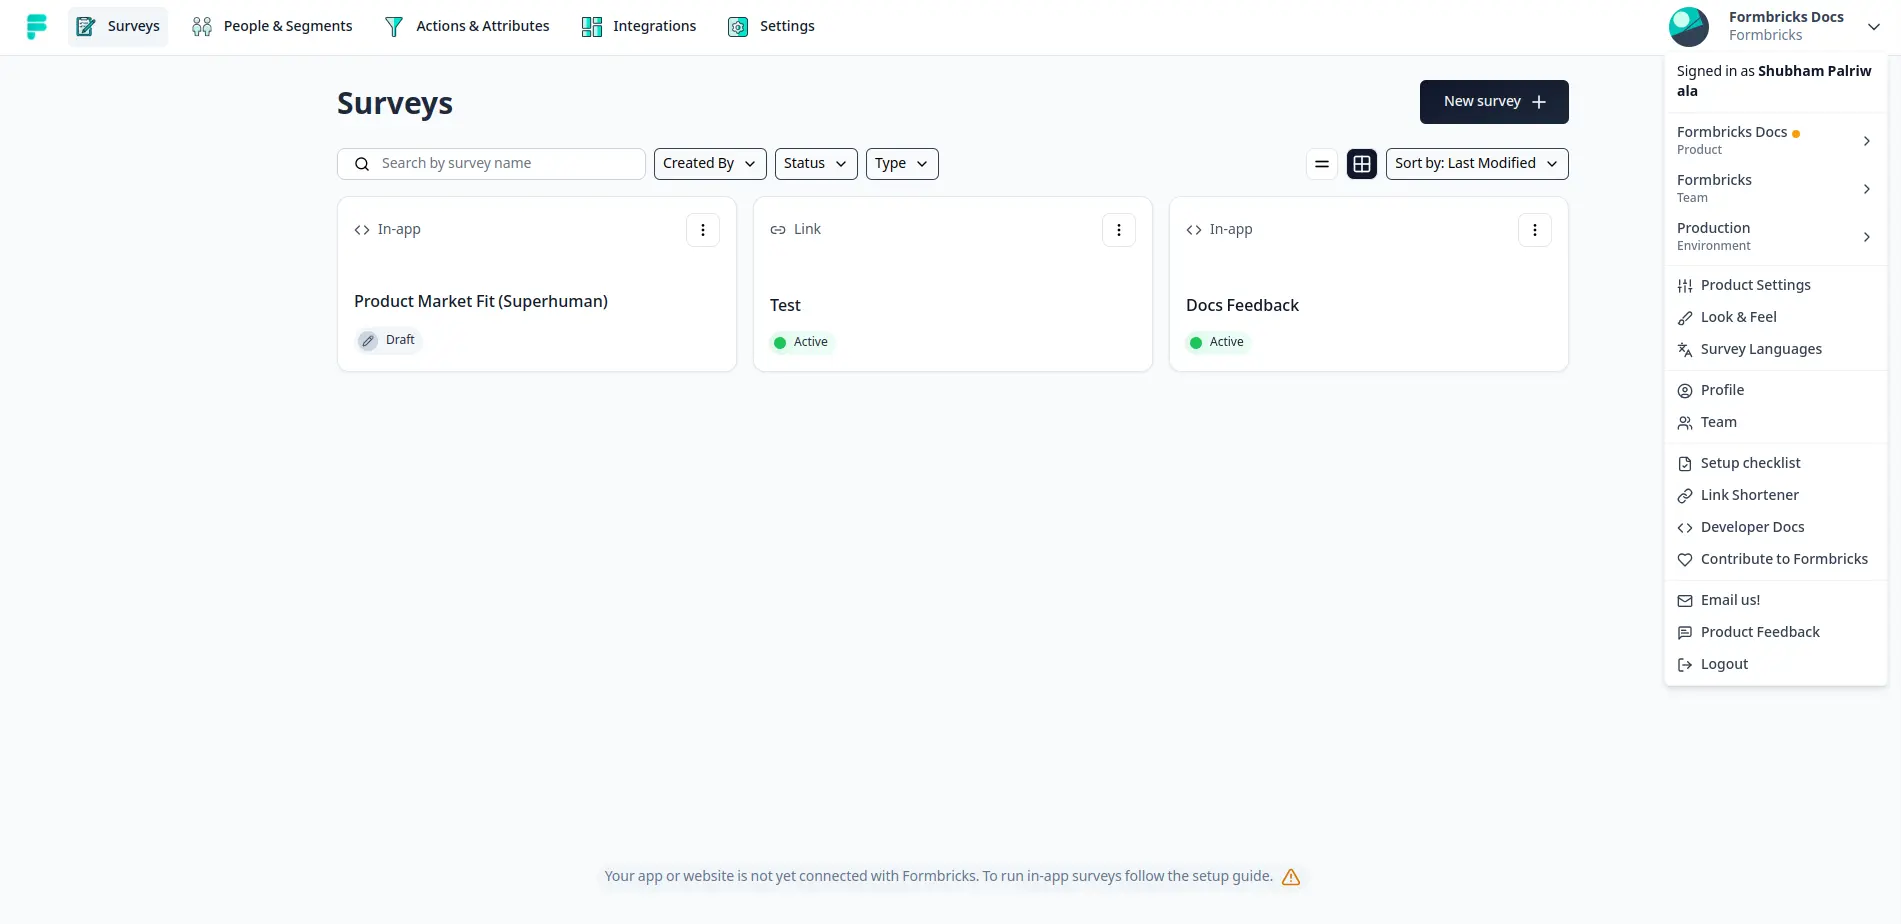 Surveys
People & Segments
Actions & Attributes
Integrations
Settings
Formbricks Docs
Formbricks
Signed in as Shubham Palriw
ala
Formbricks Docs
Product
Formbricks
Team
Production
Environment
Product Settings
Look & Feel
Survey Languages
Profile
Team
Setup checklist
Link Shortener
Developer Docs
Contribute to Formbricks
Email us!
Product Feedback
Logout
Surveys
New survey
Search by survey name
Created By
Status
Type
Sort by: Last Modified
In-app
Product Market Fit (Superhuman)
Draft
Link
Test
Active
In-app
Docs Feedback
Active
Your app or website is not yet connected with Formbricks. To run in-app surveys follow the setup guide.